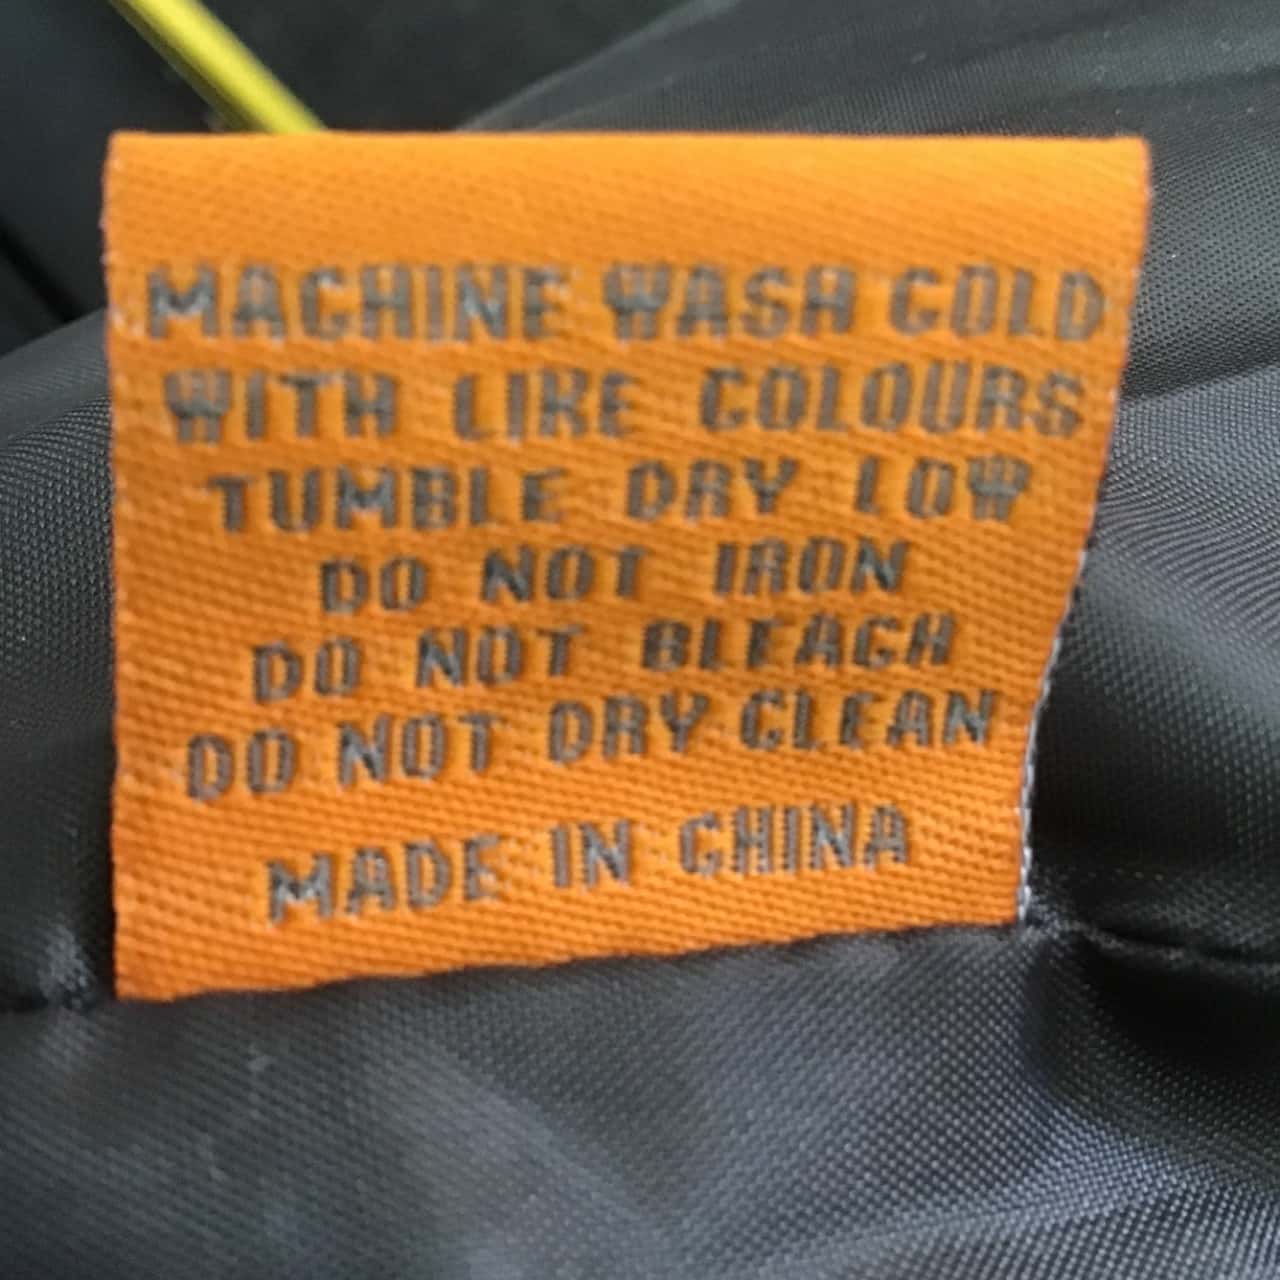 MACHINE WASH COLD
WITH LIKE COLOURS
TUMBLE DRY LOW
DO NOT IRON
DO NOT BLEACH
DO NOT DRY CLEAN
MADE IN CHINA